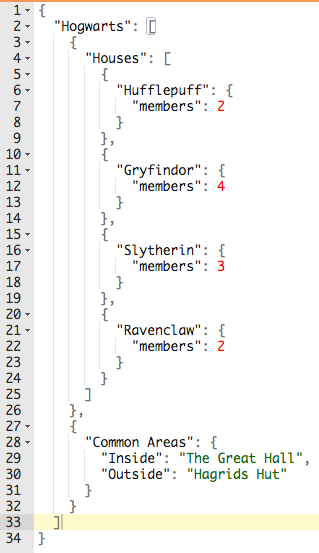 1 {
2   "Hogwarts": [
3     {
4       "Houses": [
5         {
6           "Hufflepuff": {
7             "members": 2
8           }
9         },
10         {
11           "Gryfindor": {
12             "members": 4
13           }
14         },
15         {
16           "Slytherin": {
17             "members": 3
18           }
19         },
20         {
21           "Ravenclaw": {
22             "members": 2
23           }
24         }
25       ]
26     },
27     {
28       "Common Areas": {
29         "Inside": "The Great Hall",
30         "Outside": "Hagrids Hut"
31       }
32     }
33   ]
34 }